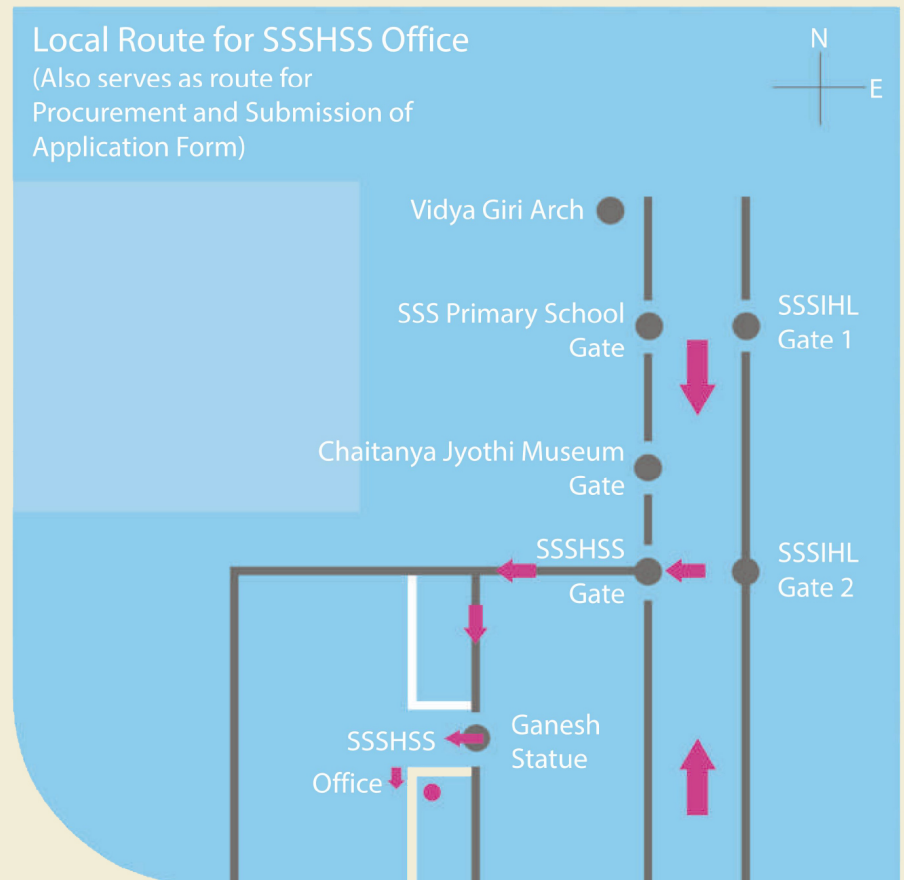 Local Route for SSSHSS Office
(Also serves as route for
Procurement and Submission of
Application Form)
N
E
Vidya Giri Arch
SSS Primary School
Gate
SSSIHL
Gate 1
Chaitanya Jyothi Museum
Gate
SSSHSS
Gate
SSSIHL
Gate 2
Ganesh
Statue
SSSHSS
Office